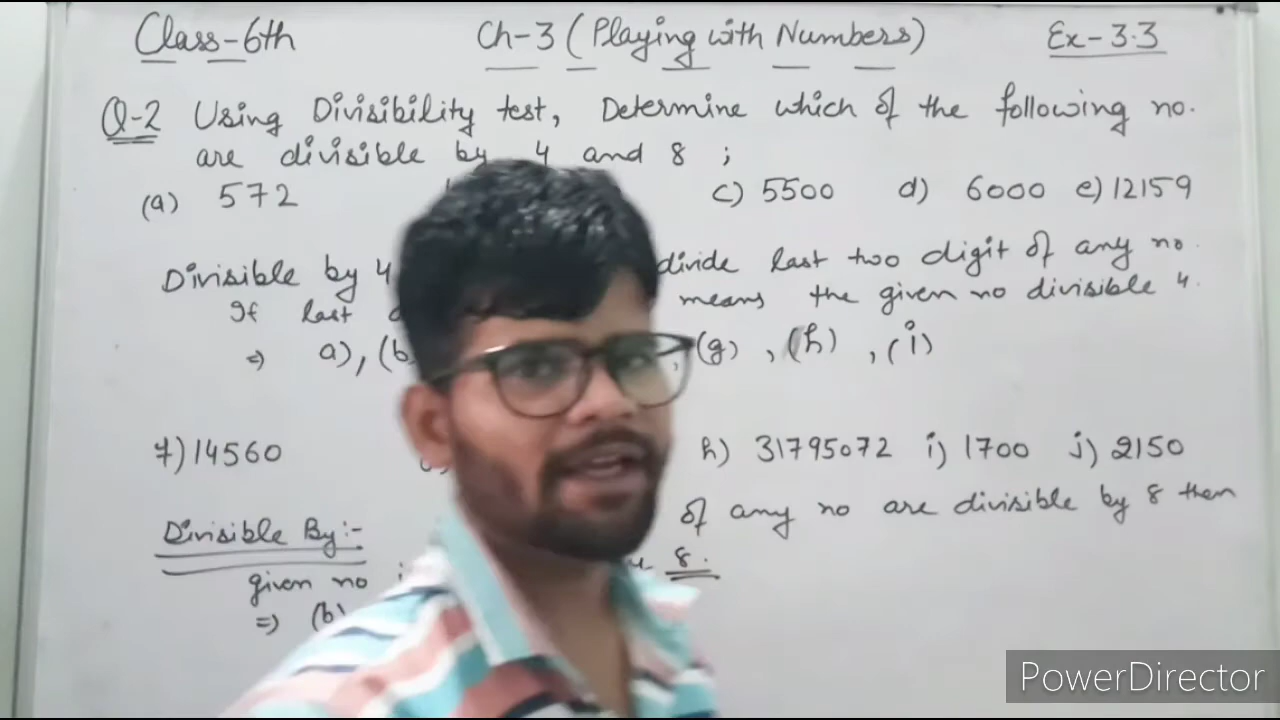 Class-6th Ch-3 (Playing with Numbers) Ex-3.3
Q-2 Using Divisibility test, Determine which of the following no.
are divisible by 4 and 8 ;
(a) 572 c) 5500 d) 6000 e) 12159
Divisible by 4 divide last two digit of any no.
If last means the given no divisible 4.
⇒ a), (b , (g) , (h) , (i)
7) 14560 h) 31795072 i) 1700 j) 2150
Divisible By:- of any no are divisible by 8 then
given no 8.
⇒ (b)
PowerDirector